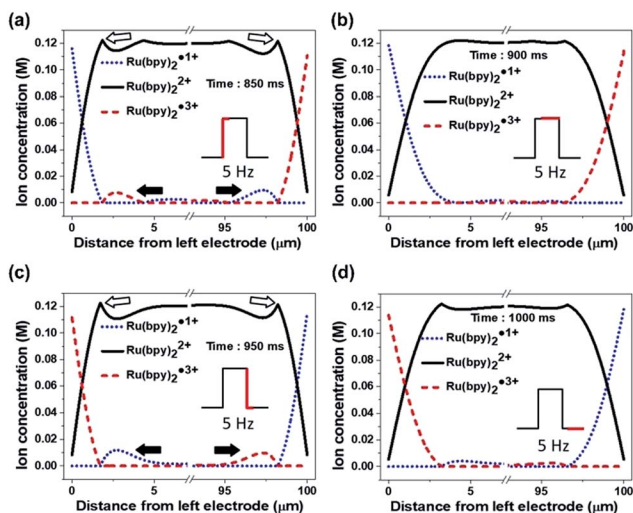 (a)
0.12
0.10
0.08
0.06
0.04
0.02
0.00
Ion concentration (M)
Ru(bpy)₂•1+
Ru(bpy)₂2+
Ru(bpy)₂•3+
Time : 850 ms
5 Hz
0 5 95 100
Distance from left electrode (μm)
(b)
0.12
0.10
0.08
0.06
0.04
0.02
0.00
Ion concentration (M)
Time : 900 ms
Ru(bpy)₂•1+
Ru(bpy)₂2+
Ru(bpy)₂•3+
5 Hz
0 5 95 100
Distance from left electrode (μm)
(c)
0.12
0.10
0.08
0.06
0.04
0.02
0.00
Ion concentration (M)
Ru(bpy)₂•1+
Ru(bpy)₂2+
Ru(bpy)₂•3+
Time : 950 ms
5 Hz
0 5 95 100
Distance from left electrode (μm)
(d)
0.12
0.10
0.08
0.06
0.04
0.02
0.00
Ion concentration (M)
Time : 1000 ms
Ru(bpy)₂•1+
Ru(bpy)₂2+
Ru(bpy)₂•3+
5 Hz
0 5 95 100
Distance from left electrode (μm)